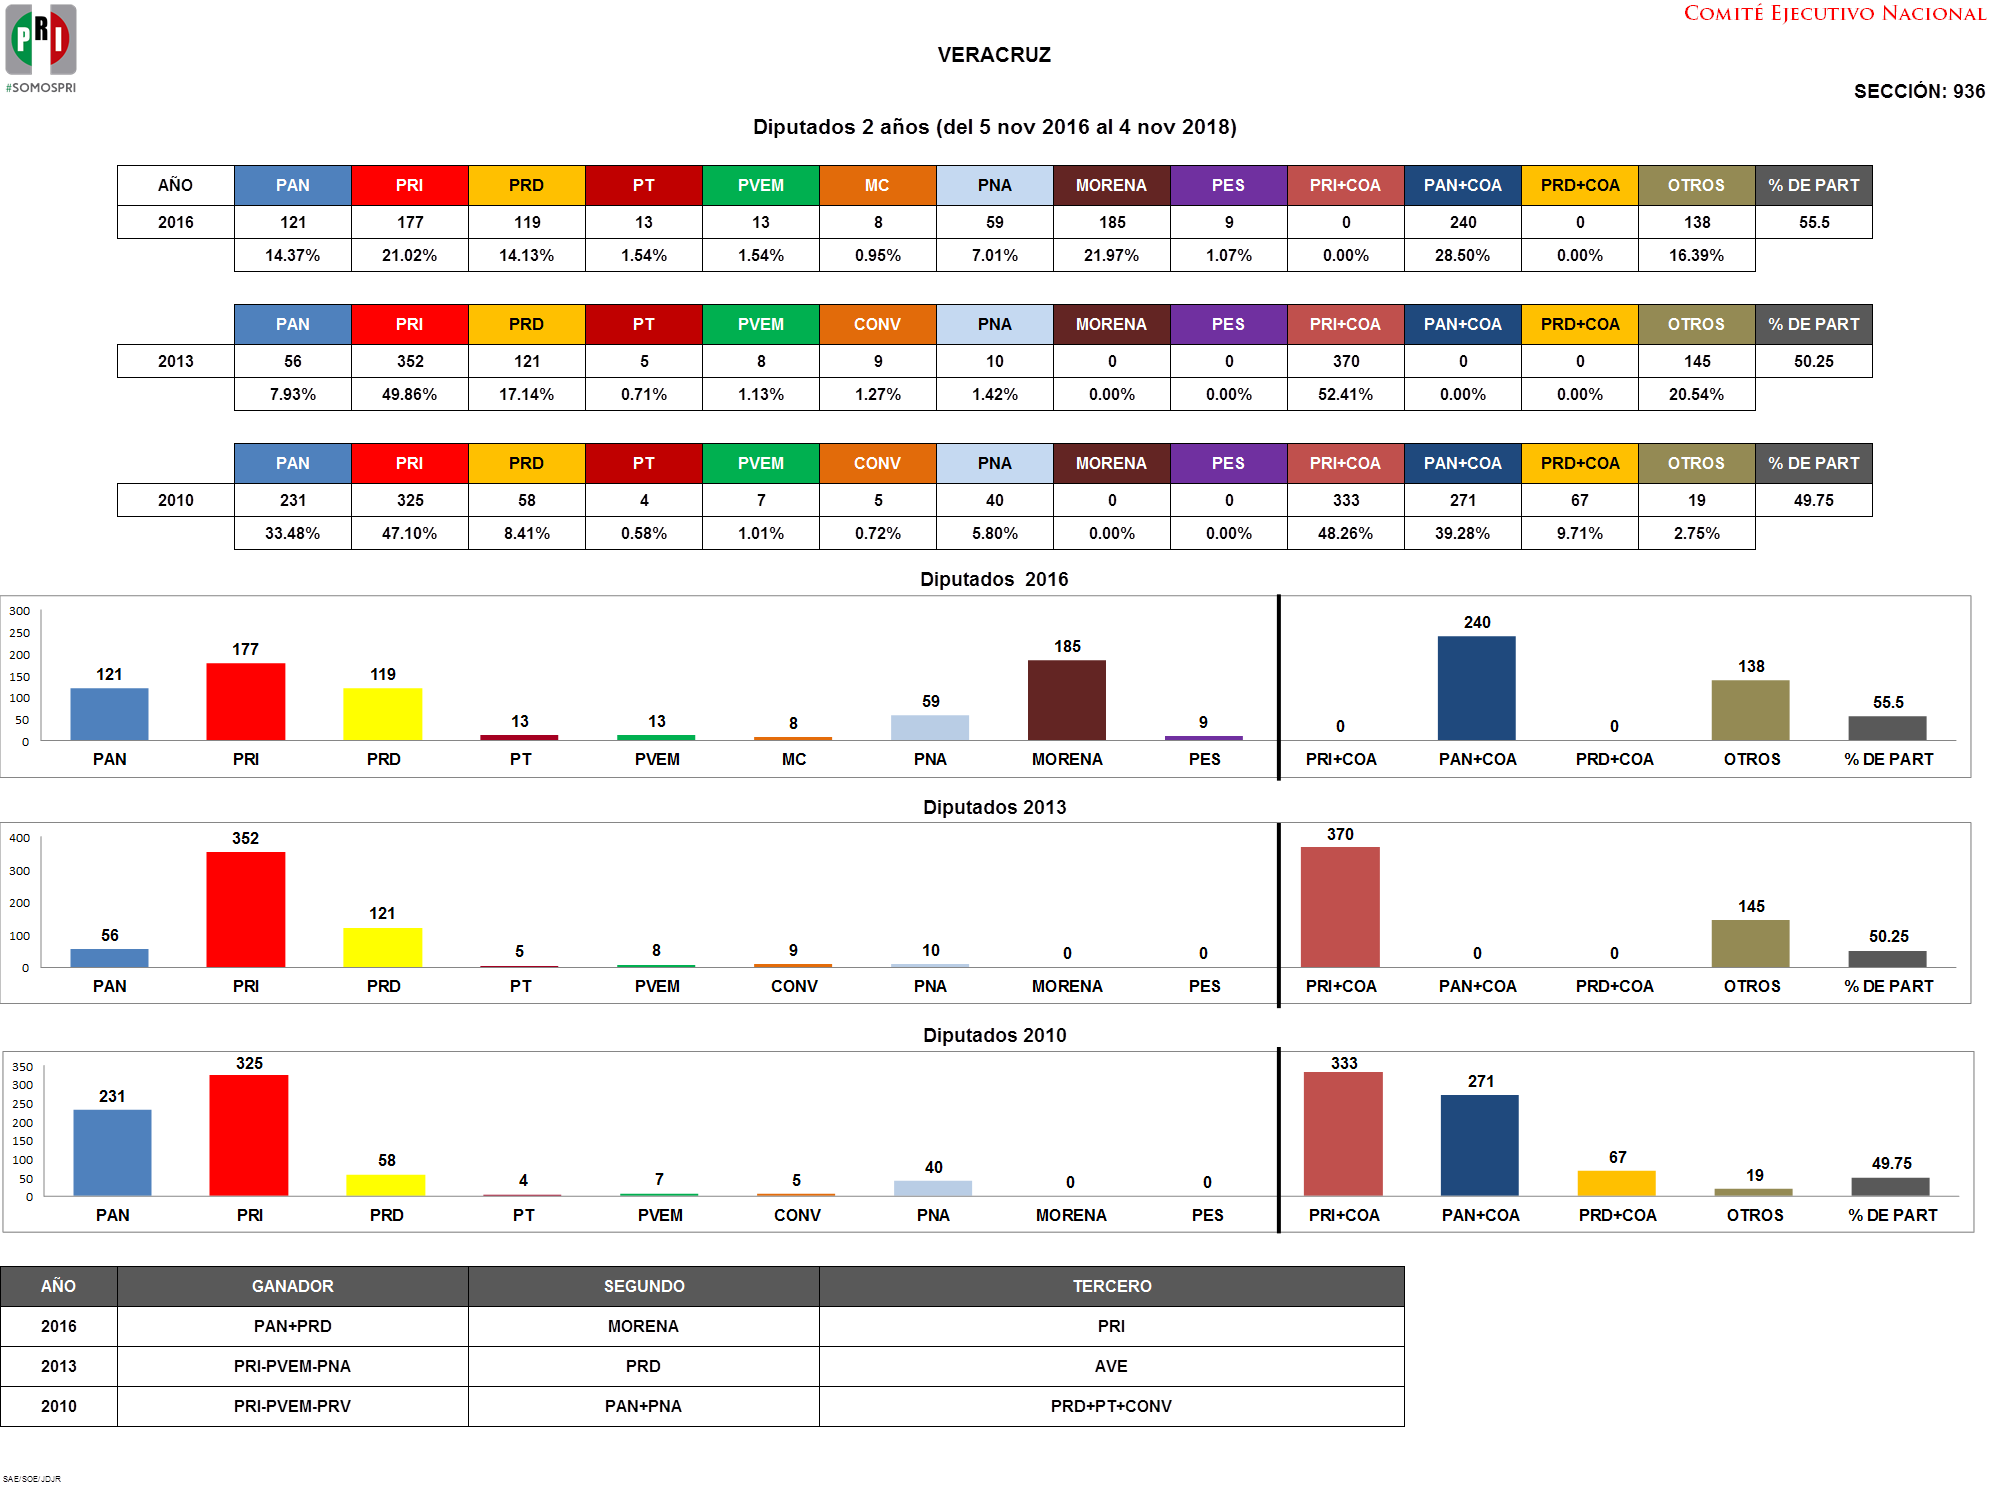 PRI
#SOMOSPRI
COMITÉ EJECUTIVO NACIONAL
VERACRUZ
SECCIÓN: 936
Diputados 2 años (del 5 nov 2016 al 4 nov 2018)
AÑO PAN PRI PRD PT PVEM MC PNA MORENA PES PRI+COA PAN+COA PRD+COA OTROS % DE PART
2016 121 177 119 13 13 8 59 185 9 0 240 0 138 55.5
14.37% 21.02% 14.13% 1.54% 1.54% 0.95% 7.01% 21.97% 1.07% 0.00% 28.50% 0.00% 16.39%
PAN PRI PRD PT PVEM CONV PNA MORENA PES PRI+COA PAN+COA PRD+COA OTROS % DE PART
2013 56 352 121 5 8 9 10 0 0 370 0 0 145 50.25
7.93% 49.86% 17.14% 0.71% 1.13% 1.27% 1.42% 0.00% 0.00% 52.41% 0.00% 0.00% 20.54%
PAN PRI PRD PT PVEM CONV PNA MORENA PES PRI+COA PAN+COA PRD+COA OTROS % DE PART
2010 231 325 58 4 7 5 40 0 0 333 271 67 19 49.75
33.48% 47.10% 8.41% 0.58% 1.01% 0.72% 5.80% 0.00% 0.00% 48.26% 39.28% 9.71% 2.75%
Diputados 2016
300
250
200
150
100
50
0
121 177 119 13 13 8 59 185 9 0 240 0 138 55.5
PAN PRI PRD PT PVEM MC PNA MORENA PES PRI+COA PAN+COA PRD+COA OTROS % DE PART
Diputados 2013
400
300
200
100
0
56 352 121 5 8 9 10 0 0 370 0 0 145 50.25
PAN PRI PRD PT PVEM CONV PNA MORENA PES PRI+COA PAN+COA PRD+COA OTROS % DE PART
Diputados 2010
350
300
250
200
150
100
50
0
231 325 58 4 7 5 40 0 0 333 271 67 19 49.75
PAN PRI PRD PT PVEM CONV PNA MORENA PES PRI+COA PAN+COA PRD+COA OTROS % DE PART
AÑO GANADOR SEGUNDO TERCERO
2016 PAN+PRD MORENA PRI
2013 PRI-PVEM-PNA PRD AVE
2010 PRI-PVEM-PRV PAN+PNA PRD+PT+CONV
SAE/SOE/JDJR